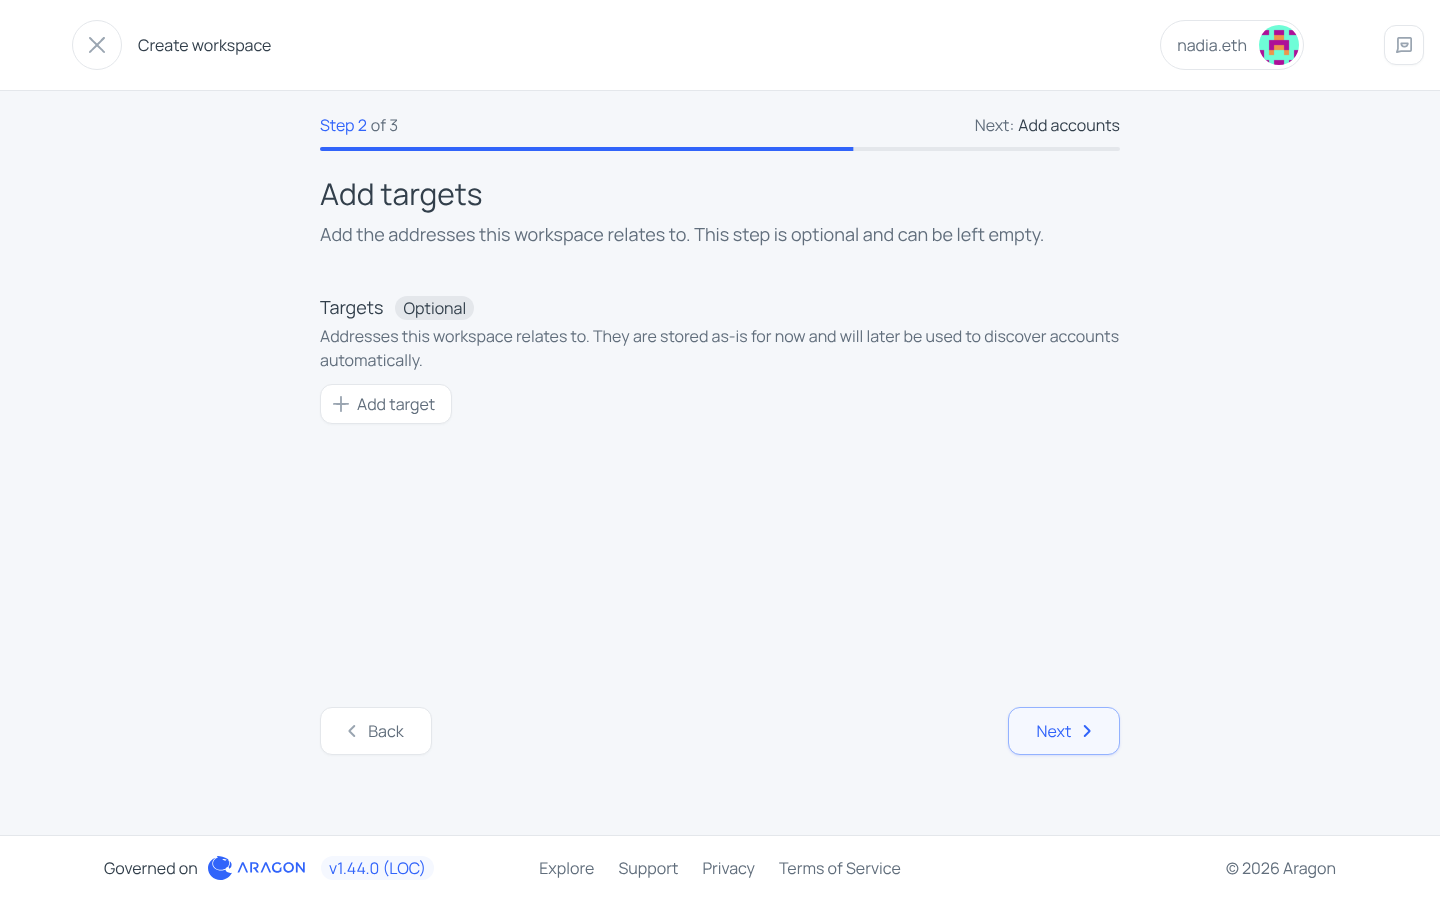 Create workspace
nadia.eth
Step 2 of 3
Next: Add accounts
Add targets
Add the addresses this workspace relates to. This step is optional and can be left empty.
Targets Optional
Addresses this workspace relates to. They are stored as-is for now and will later be used to discover accounts
automatically.
Add target
Back
Next
Governed on ARAGON v1.44.0 (LOC)
Explore Support Privacy Terms of Service
© 2026 Aragon